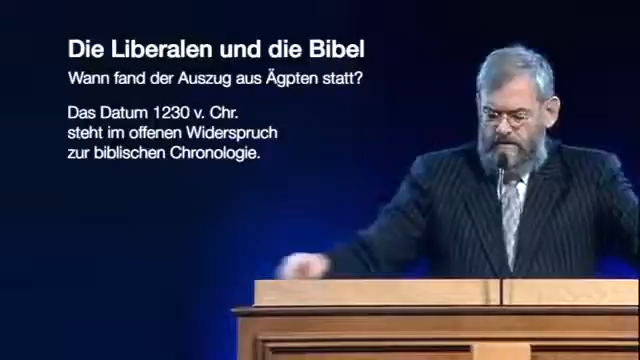 Die Liberalen und die Bibel
Wann fand der Auszug aus Ägpten statt?
Das Datum 1230 v. Chr.
steht im offenen Widerspruch
zur biblischen Chronologie.